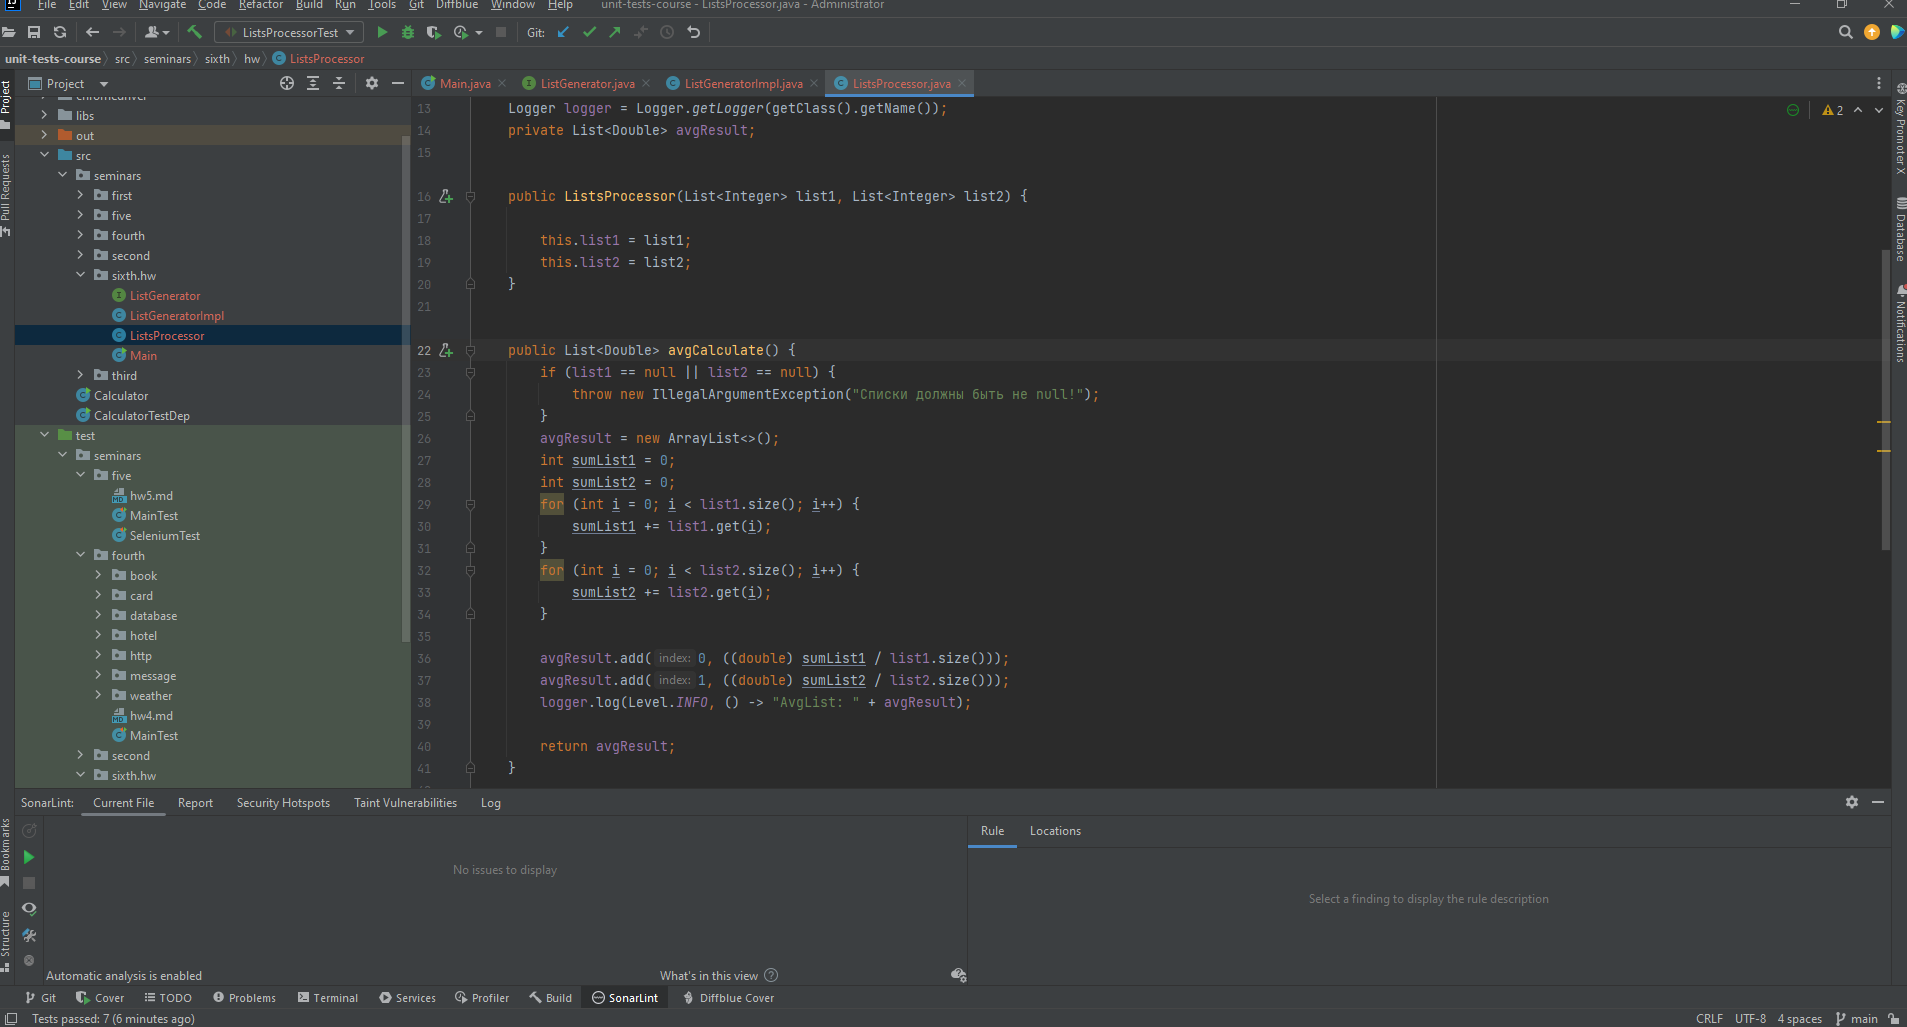 File Edit View Navigate Code Refactor Build Run Tools Git Diffblue Window Help unit-tests-course - ListsProcessor.java - Administrator
ListsProcessorTest Git:
unit-tests-course src seminars sixth hw ListsProcessor
Project
Main.java ListGenerator.java ListGeneratorImpl.java ListsProcessor.java
libs
out
src
seminars
first
five
fourth
second
sixth.hw
ListGenerator
ListGeneratorImpl
ListsProcessor
Main
third
Calculator
CalculatorTestDep
test
seminars
five
hw5.md
MainTest
SeleniumTest
fourth
book
card
database
hotel
http
message
weather
hw4.md
MainTest
second
sixth.hw
13 Logger logger = Logger.getLogger(getClass().getName());
14 private List<Double> avgResult;
15
16 public ListsProcessor(List<Integer> list1, List<Integer> list2) {
17
18 this.list1 = list1;
19 this.list2 = list2;
20 }
21
22 public List<Double> avgCalculate() {
23 if (list1 == null || list2 == null) {
24 throw new IllegalArgumentException("Списки должны быть не null!");
25 }
26 avgResult = new ArrayList<>();
27 int sumList1 = 0;
28 int sumList2 = 0;
29 for (int i = 0; i < list1.size(); i++) {
30 sumList1 += list1.get(i);
31 }
32 for (int i = 0; i < list2.size(); i++) {
33 sumList2 += list2.get(i);
34 }
35
36 avgResult.add( index: 0, ((double) sumList1 / list1.size()));
37 avgResult.add( index: 1, ((double) sumList2 / list2.size()));
38 logger.log(Level.INFO, () -> "AvgList: " + avgResult);
39
40 return avgResult;
41 }
2
Project
Pull Requests
Bookmarks
Structure
Key Promoter X
Database
Notifications
SonarLint: Current File Report Security Hotspots Taint Vulnerabilities Log
No issues to display
Rule Locations
Select a finding to display the rule description
Automatic analysis is enabled What's in this view
Git Cover TODO Problems Terminal Services Profiler Build SonarLint Diffblue Cover
Tests passed: 7 (6 minutes ago) CRLF UTF-8 4 spaces main